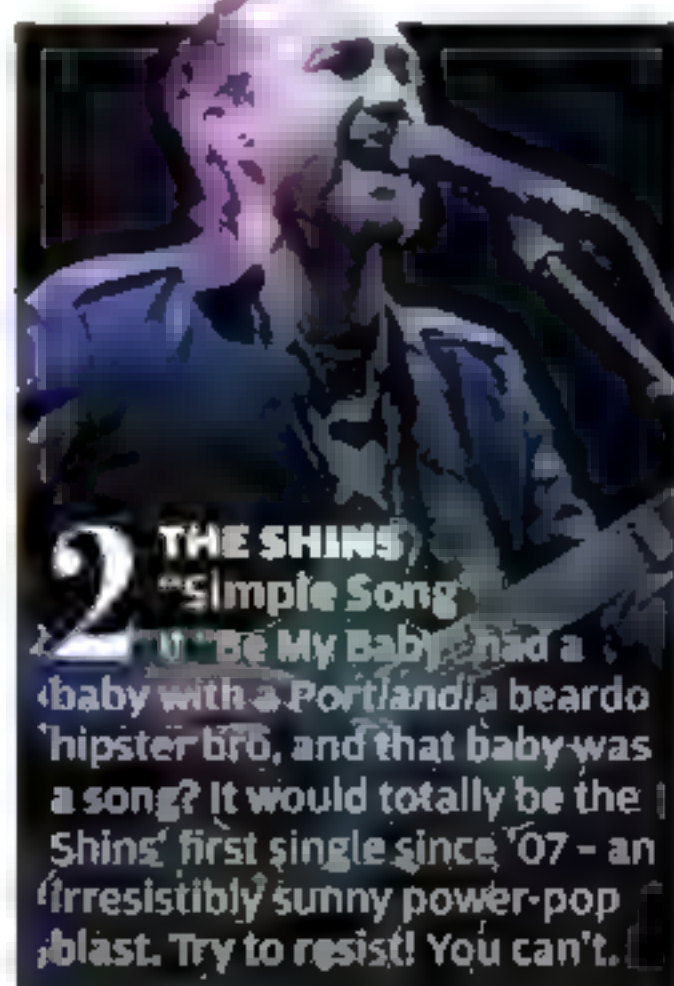 2 THE SHINS
"Simple Song"
If "Be My Baby" had a
baby with a Portlandia beardo
hipster bro, and that baby was
a song? It would totally be the
Shins' first single since '07 – an
irresistibly sunny power-pop
blast. Try to resist! You can't.